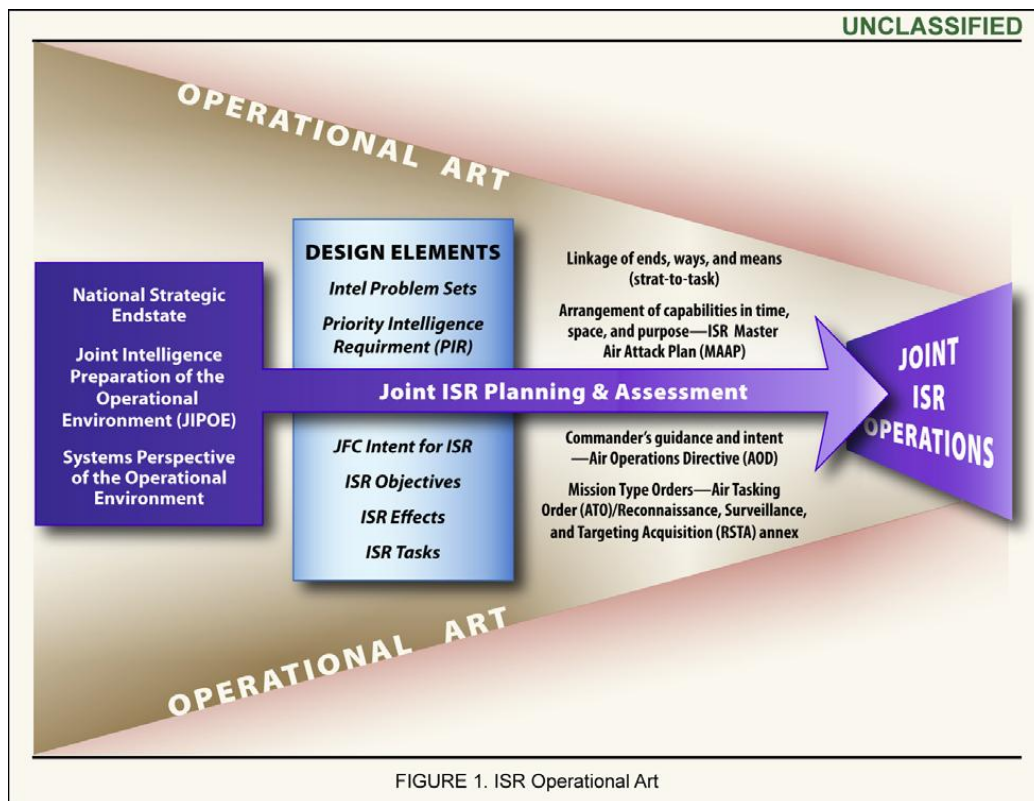 UNCLASSIFIED
OPERATIONAL ART
National Strategic
Endstate
Joint Intelligence
Preparation of the
Operational
Environment (JIPOE)
Systems Perspective
of the Operational
Environment
DESIGN ELEMENTS
Intel Problem Sets
Priority Intelligence
Requirment (PIR)
Joint ISR Planning & Assessment
JFC Intent for ISR
ISR Objectives
ISR Effects
ISR Tasks
Linkage of ends, ways, and means
(strat-to-task)
Arrangement of capabilities in time,
space, and purpose—ISR Master
Air Attack Plan (MAAP)
Commander's guidance and intent
—Air Operations Directive (AOD)
Mission Type Orders—Air Tasking
Order (ATO)/Reconnaissance, Surveillance,
and Targeting Acquisition (RSTA) annex
JOINT
ISR
OPERATIONS
OPERATIONAL ART
FIGURE 1. ISR Operational Art